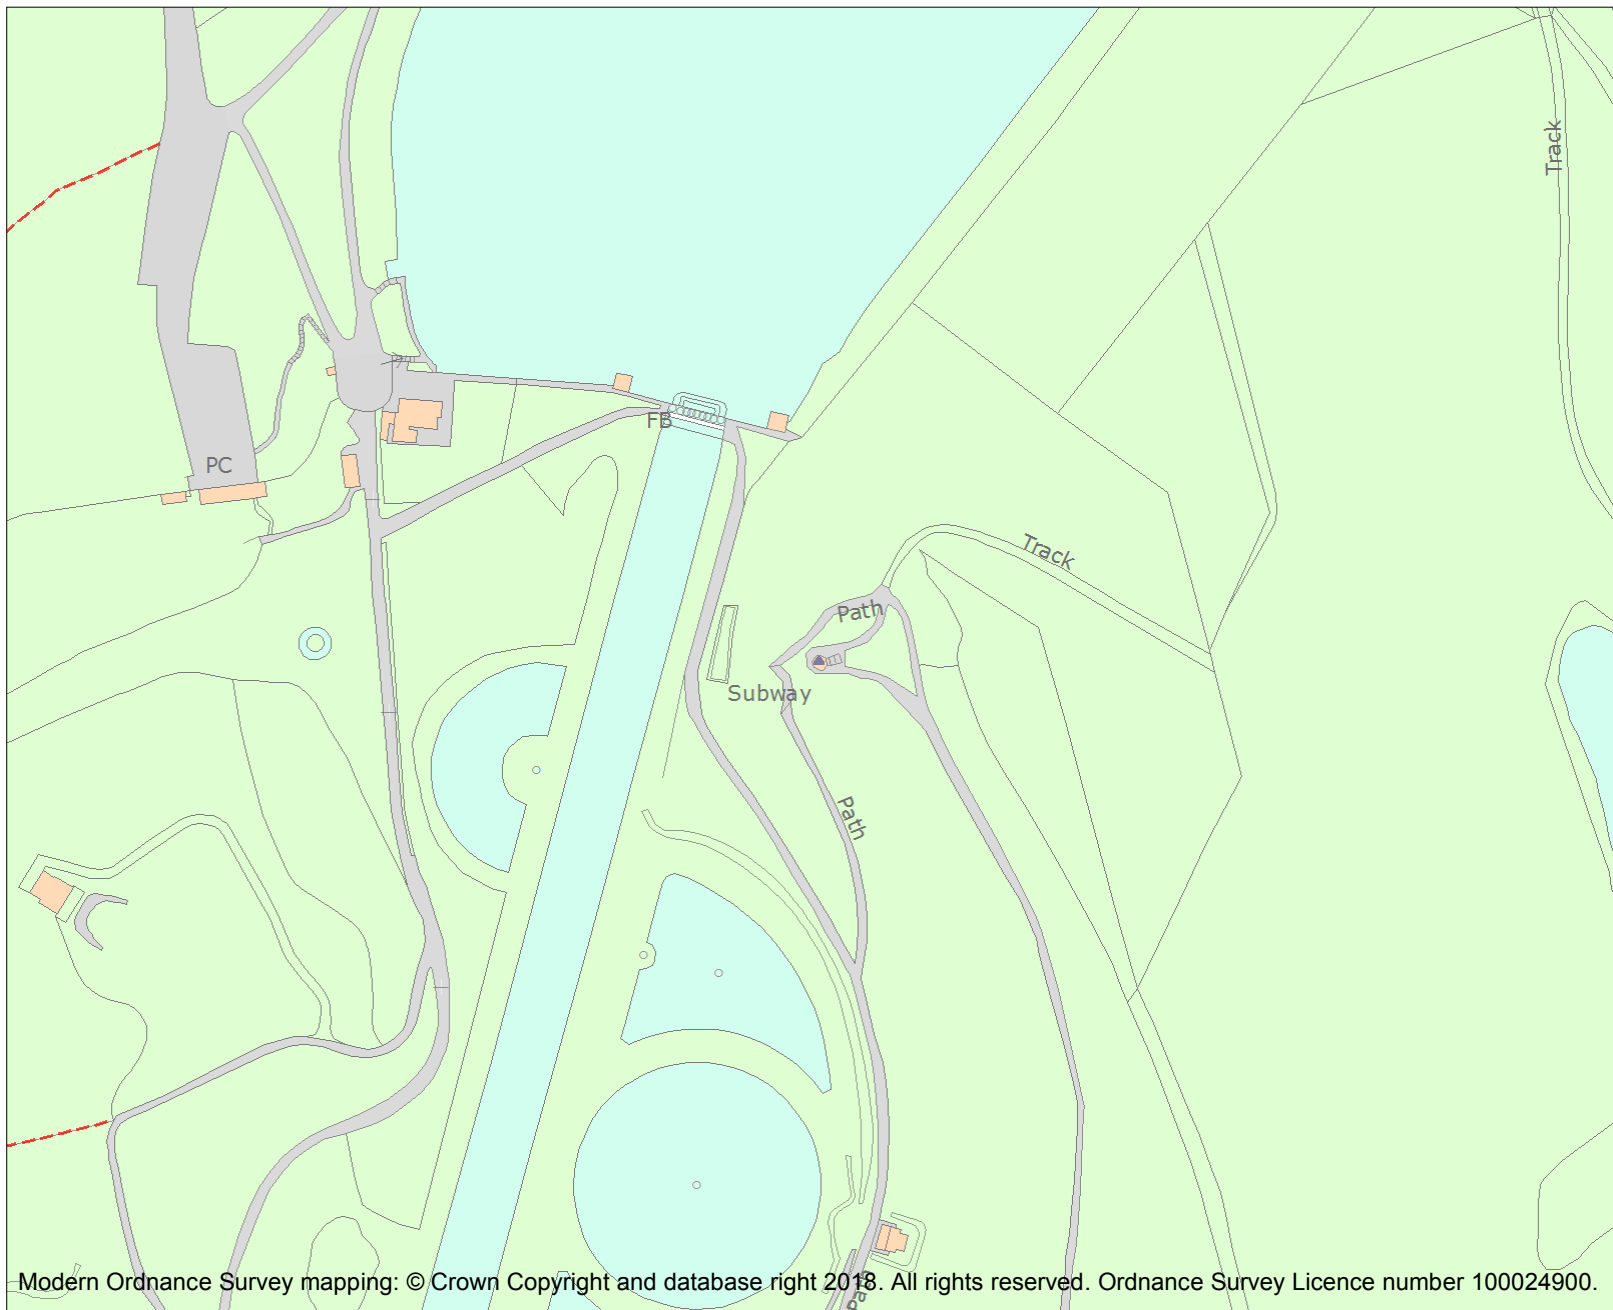 Track
FB
PC
Track
Path
Subway
Path
Path
Modern Ordnance Survey mapping: © Crown Copyright and database right 2018. All rights reserved. Ordnance Survey Licence number 100024900.